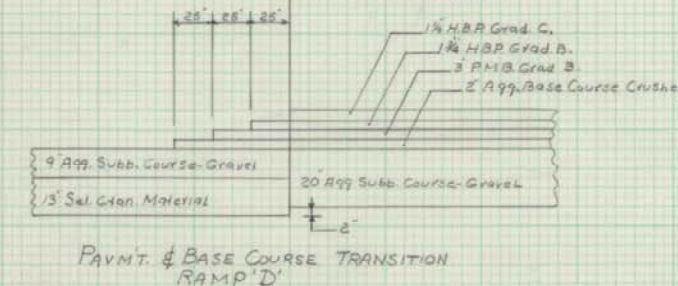 25' 25' 25'
1¼" H.B.P. Grad. C.
1¾" H.B.P. Grad. B.
3" P.M.B. Grad B.
2" Agg. Base Course Crushe
9" Agg. Subb. Course-Gravel
20" Agg Subb. Course-Gravel
13" Sel. Gran. Material
2"
PAVM'T. & BASE COURSE TRANSITION
RAMP 'D'